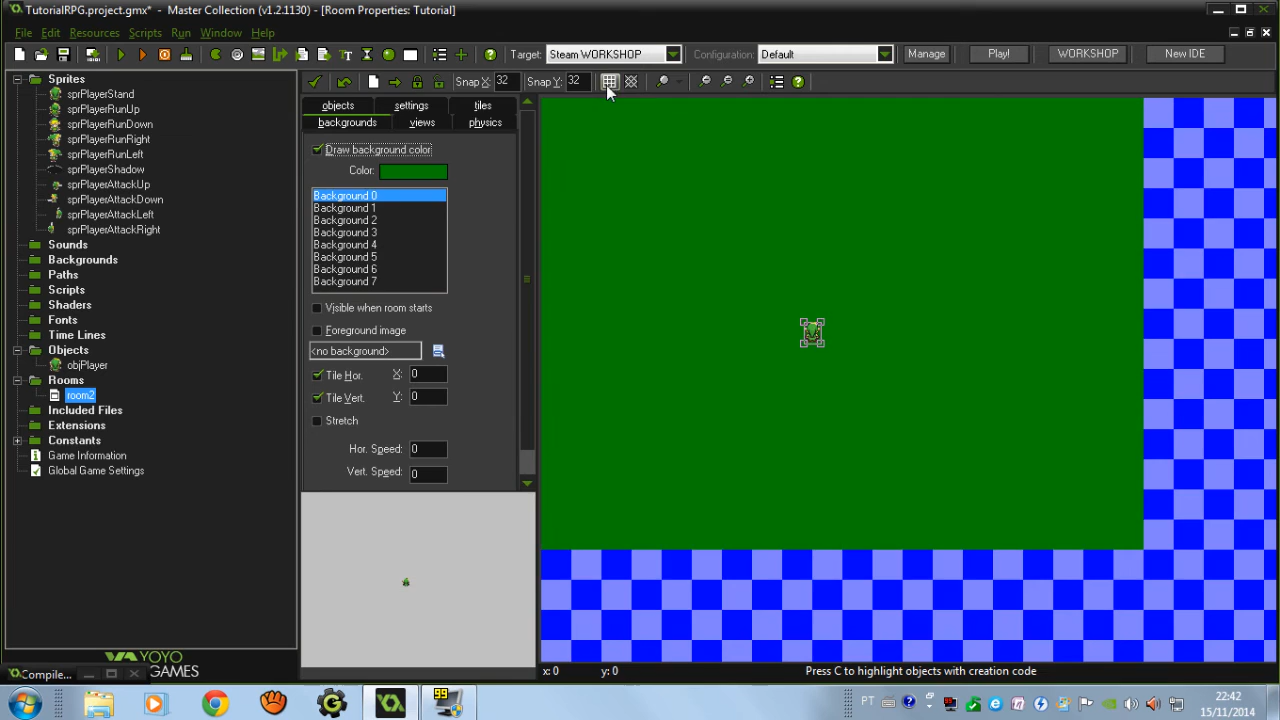 TutorialRPG.project.gmx* - Master Collection (v1.2.1130) - [Room Properties: Tutorial]
File Edit Resources Scripts Run Window Help
Target: Steam WORKSHOP Configuration: Default Manage Play! WORKSHOP New IDE
Snap X: 32 Snap Y: 32
Sprites
sprPlayerStand
sprPlayerRunUp
sprPlayerRunDown
sprPlayerRunRight
sprPlayerRunLeft
sprPlayerShadow
sprPlayerAttackUp
sprPlayerAttackDown
sprPlayerAttackLeft
sprPlayerAttackRight
Sounds
Backgrounds
Paths
Scripts
Shaders
Fonts
Time Lines
Objects
objPlayer
Rooms
room2
Included Files
Extensions
Constants
Game Information
Global Game Settings
YOYO
GAMES
Compile...
objects settings tiles
backgrounds views physics
Draw background color
Color:
Background 0
Background 1
Background 2
Background 3
Background 4
Background 5
Background 6
Background 7
Visible when room starts
Foreground image
<no background>
Tile Hor. X: 0
Tile Vert. Y: 0
Stretch
Hor. Speed: 0
Vert. Speed: 0
x: 0 y: 0 Press C to highlight objects with creation code
99
PT
22:42
15/11/2014